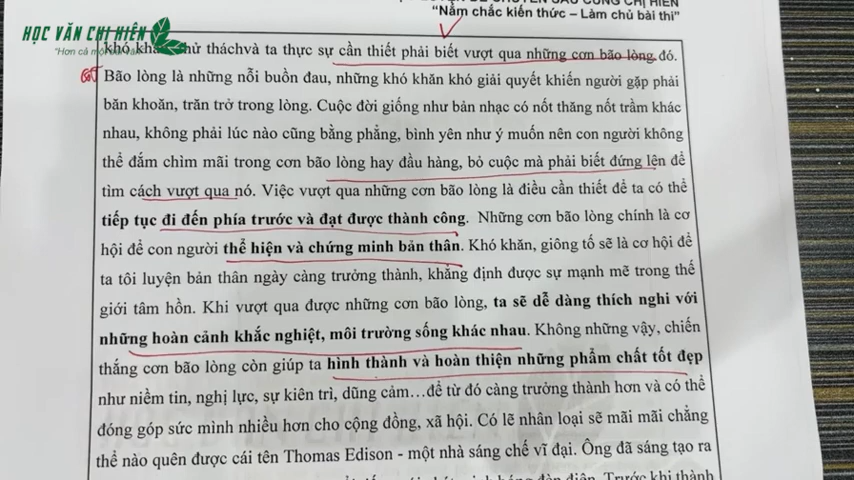 HỌC VĂN CHỊ HIÊN
"Hơn cả một bài văn"
"Nắm chắc kiến thức – Làm chủ bài thi"
khó khăn thử tháchvà ta thực sự cần thiết phải biết vượt qua những cơn bão lòng đó.
Bão lòng là những nỗi buồn đau, những khó khăn khó giải quyết khiến người gặp phải
băn khoăn, trăn trở trong lòng. Cuộc đời giống như bản nhạc có nốt thăng nốt trầm khác
nhau, không phải lúc nào cũng bằng phẳng, bình yên như ý muốn nên con người không
thể đắm chìm mãi trong cơn bão lòng hay đầu hàng, bỏ cuộc mà phải biết đứng lên để
tìm cách vượt qua nó. Việc vượt qua những cơn bão lòng là điều cần thiết để ta có thể
tiếp tục đi đến phía trước và đạt được thành công. Những cơn bão lòng chính là cơ
hội để con người thể hiện và chứng minh bản thân. Khó khăn, giông tố sẽ là cơ hội để
ta tôi luyện bản thân ngày càng trưởng thành, khẳng định được sự mạnh mẽ trong thế
giới tâm hồn. Khi vượt qua được những cơn bão lòng, ta sẽ dễ dàng thích nghi với
những hoàn cảnh khắc nghiệt, môi trường sống khác nhau. Không những vậy, chiến
thắng cơn bão lòng còn giúp ta hình thành và hoàn thiện những phẩm chất tốt đẹp
như niềm tin, nghị lực, sự kiên trì, dũng cảm…để từ đó càng trưởng thành hơn và có thể
đóng góp sức mình nhiều hơn cho cộng đồng, xã hội. Có lẽ nhân loại sẽ mãi mãi chẳng
thể nào quên được cái tên Thomas Edison - một nhà sáng chế vĩ đại. Ông đã sáng tạo ra
Trước khi thành